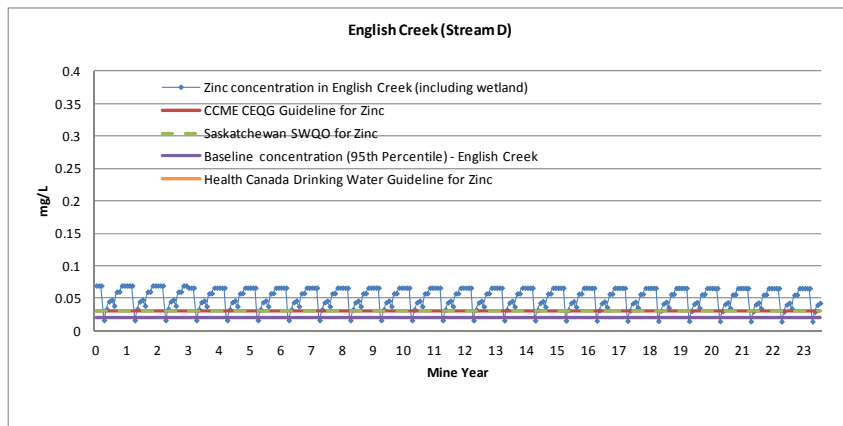 English Creek (Stream D)
0.4
0.35
0.3
0.25
0.2
0.15
0.1
0.05
0
mg/L
Zinc concentration in English Creek (including wetland)
CCME CEQG Guideline for Zinc
Saskatchewan SWQO for Zinc
Baseline concentration (95th Percentile) - English Creek
Health Canada Drinking Water Guideline for Zinc
0 1 2 3 4 5 6 7 8 9 10 11 12 13 14 15 16 17 18 19 20 21 22 23
Mine Year